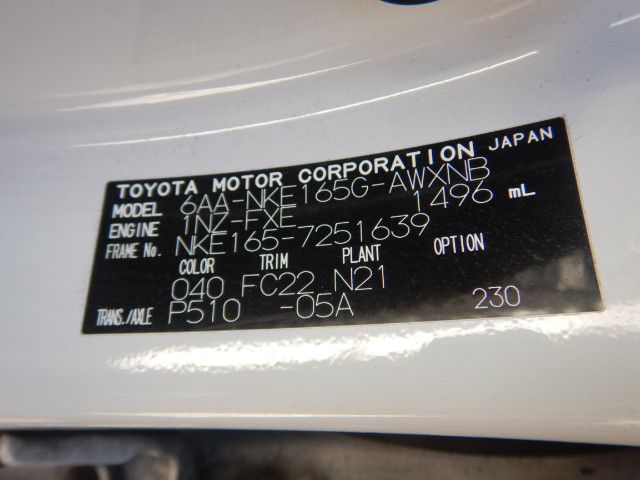 TOYOTA MOTOR CORPORATION JAPAN
MODEL 6AA-NKE165G-AWXNB
ENGINE 1NZ-FXE 1496 mL
FRAME No. NKE165-7251639
COLOR TRIM PLANT OPTION
040 FC22 N21
TRANS./AXLE P510 -05A 230